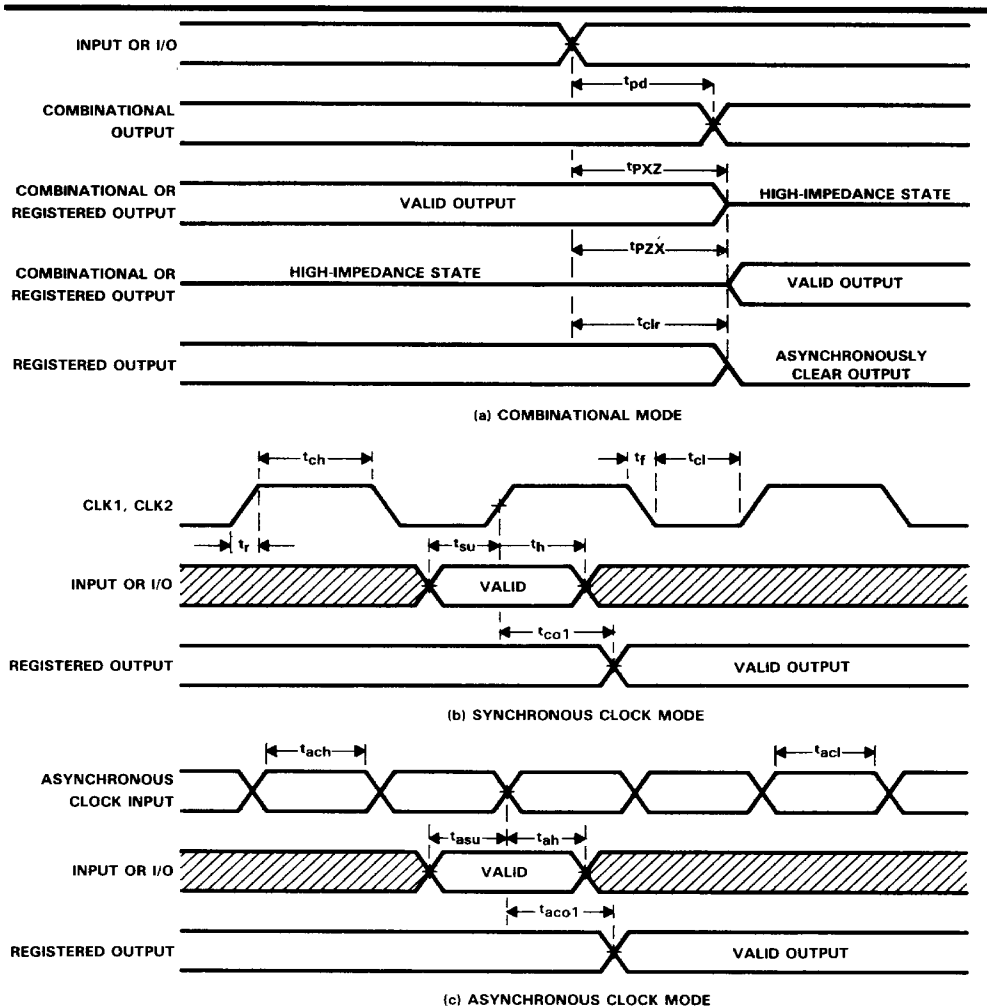 INPUT OR I/O
tpd
COMBINATIONAL
OUTPUT
tPXZ
COMBINATIONAL OR
REGISTERED OUTPUT
VALID OUTPUT
HIGH-IMPEDANCE STATE
tPZX
COMBINATIONAL OR
REGISTERED OUTPUT
HIGH-IMPEDANCE STATE
VALID OUTPUT
tclr
REGISTERED OUTPUT
ASYNCHRONOUSLY
CLEAR OUTPUT
(a) COMBINATIONAL MODE
tch
tf
tcl
CLK1, CLK2
tr
tsu
th
INPUT OR I/O
VALID
tco1
REGISTERED OUTPUT
VALID OUTPUT
(b) SYNCHRONOUS CLOCK MODE
tach
tacl
ASYNCHRONOUS
CLOCK INPUT
tasu
tah
INPUT OR I/O
VALID
taco1
REGISTERED OUTPUT
VALID OUTPUT
(c) ASYNCHRONOUS CLOCK MODE